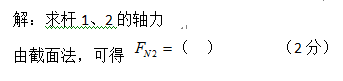 解：求杆 1、2 的轴力
由截面法，可得 F_{N2} = （ ） （2 分）